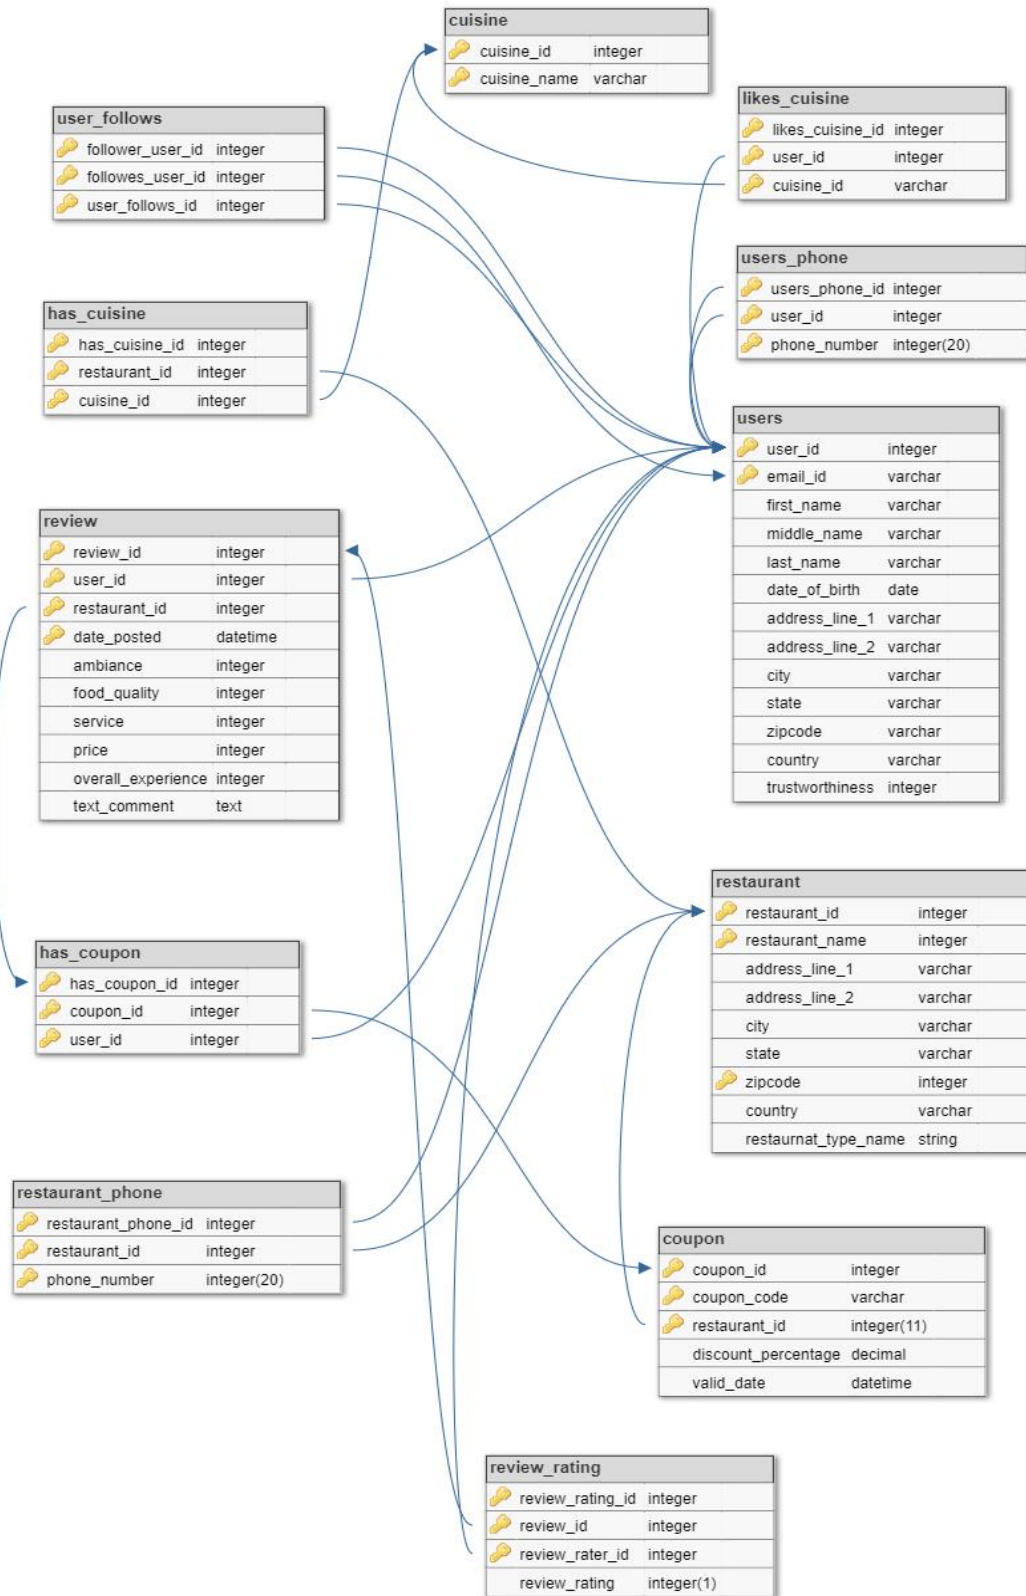 cuisine
cuisine_id integer
cuisine_name varchar
likes_cuisine
likes_cuisine_id integer
user_id integer
cuisine_id varchar
user_follows
follower_user_id integer
followes_user_id integer
user_follows_id integer
users_phone
users_phone_id integer
user_id integer
phone_number integer(20)
has_cuisine
has_cuisine_id integer
restaurant_id integer
cuisine_id integer
users
user_id integer
email_id varchar
first_name varchar
middle_name varchar
last_name varchar
date_of_birth date
address_line_1 varchar
address_line_2 varchar
city varchar
state varchar
zipcode varchar
country varchar
trustworthiness integer
review
review_id integer
user_id integer
restaurant_id integer
date_posted datetime
ambiance integer
food_quality integer
service integer
price integer
overall_experience integer
text_comment text
restaurant
restaurant_id integer
restaurant_name integer
address_line_1 varchar
address_line_2 varchar
city varchar
state varchar
zipcode integer
country varchar
restaurnat_type_name string
has_coupon
has_coupon_id integer
coupon_id integer
user_id integer
restaurant_phone
restaurant_phone_id integer
restaurant_id integer
phone_number integer(20)
coupon
coupon_id integer
coupon_code varchar
restaurant_id integer(11)
discount_percentage decimal
valid_date datetime
review_rating
review_rating_id integer
review_id integer
review_rater_id integer
review_rating integer(1)